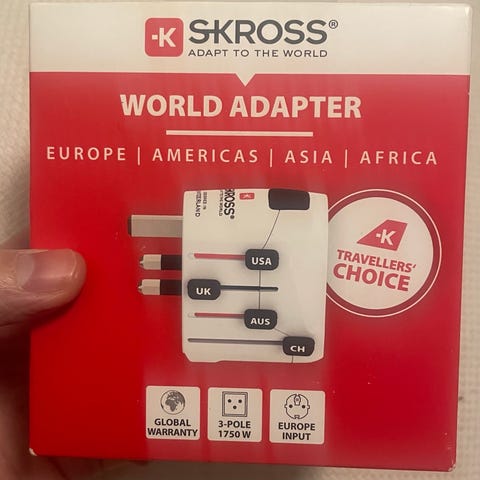 SKROSS®
ADAPT TO THE WORLD
WORLD ADAPTER
EUROPE | AMERICAS | ASIA | AFRICA
SKROSS®
USA
UK
AUS
CH
TRAVELLERS'
CHOICE
GLOBAL
WARRANTY
3-POLE
1750 W
EUROPE
INPUT